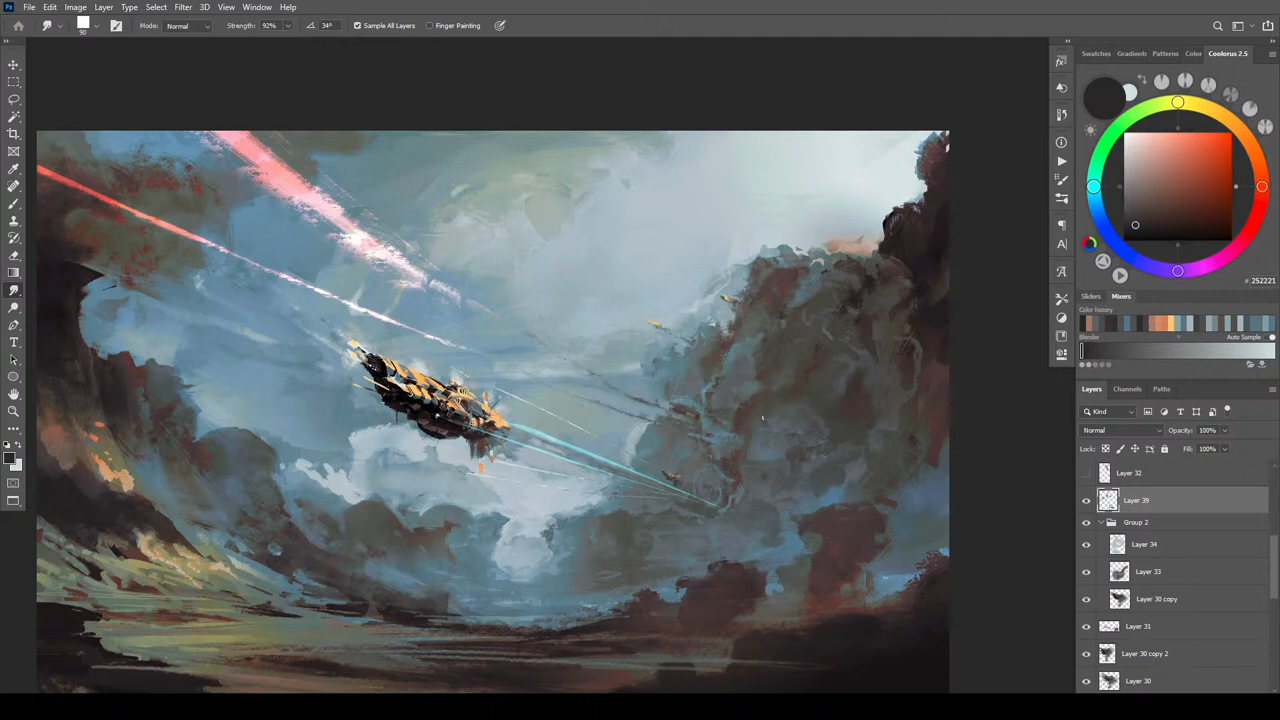 Ps File Edit Image Layer Type Select Filter 3D View Window Help
90 Mode: Normal Strength: 92% 34° Sample All Layers Finger Painting
Swatches Gradients Patterns Color Coolorus 2.5
# 252221
Sliders Mixers
Color history
Blender Auto Sample
Layers Channels Paths
Kind
Normal Opacity: 100%
Lock: Fill: 100%
Layer 32
Layer 39
Group 2
Layer 34
Layer 33
Layer 30 copy
Layer 31
Layer 30 copy 2
Layer 30